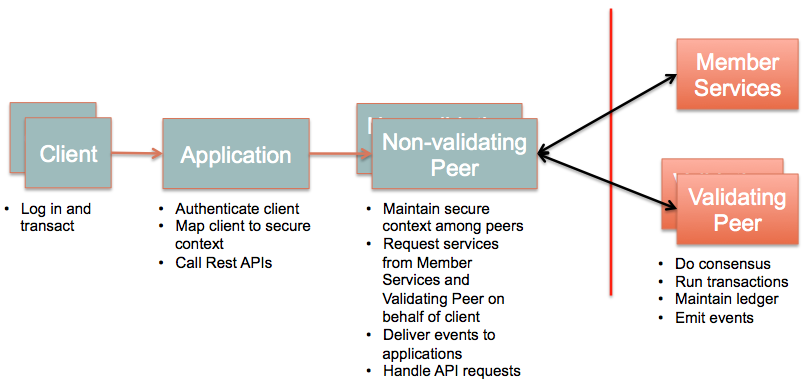 Member
Services
Client
Application
Non-validating
Peer
Validating
Peer
• Log in and
transact
• Authenticate client
• Map client to secure
context
• Call Rest APIs
• Maintain secure
context among peers
• Request services
from Member
Services and
Validating Peer on
behalf of client
• Deliver events to
applications
• Handle API requests
• Do consensus
• Run transactions
• Maintain ledger
• Emit events